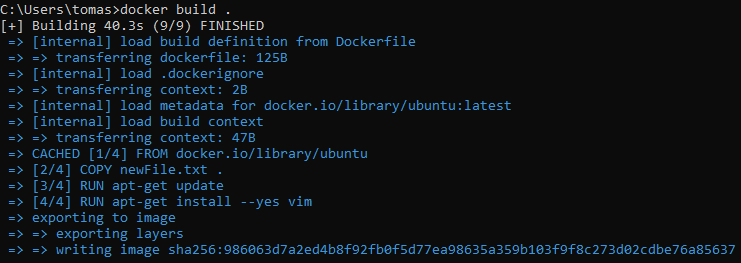 C:\Users\tomas>docker build .
[+] Building 40.3s (9/9) FINISHED
=> [internal] load build definition from Dockerfile
=> => transferring dockerfile: 125B
=> [internal] load .dockerignore
=> => transferring context: 2B
=> [internal] load metadata for docker.io/library/ubuntu:latest
=> [internal] load build context
=> => transferring context: 47B
=> CACHED [1/4] FROM docker.io/library/ubuntu
=> [2/4] COPY newFile.txt .
=> [3/4] RUN apt-get update
=> [4/4] RUN apt-get install --yes vim
=> exporting to image
=> => exporting layers
=> => writing image sha256:986063d7a2ed4b8f92fb0f5d77ea98635a359b103f9f8c273d02cdbe76a85637